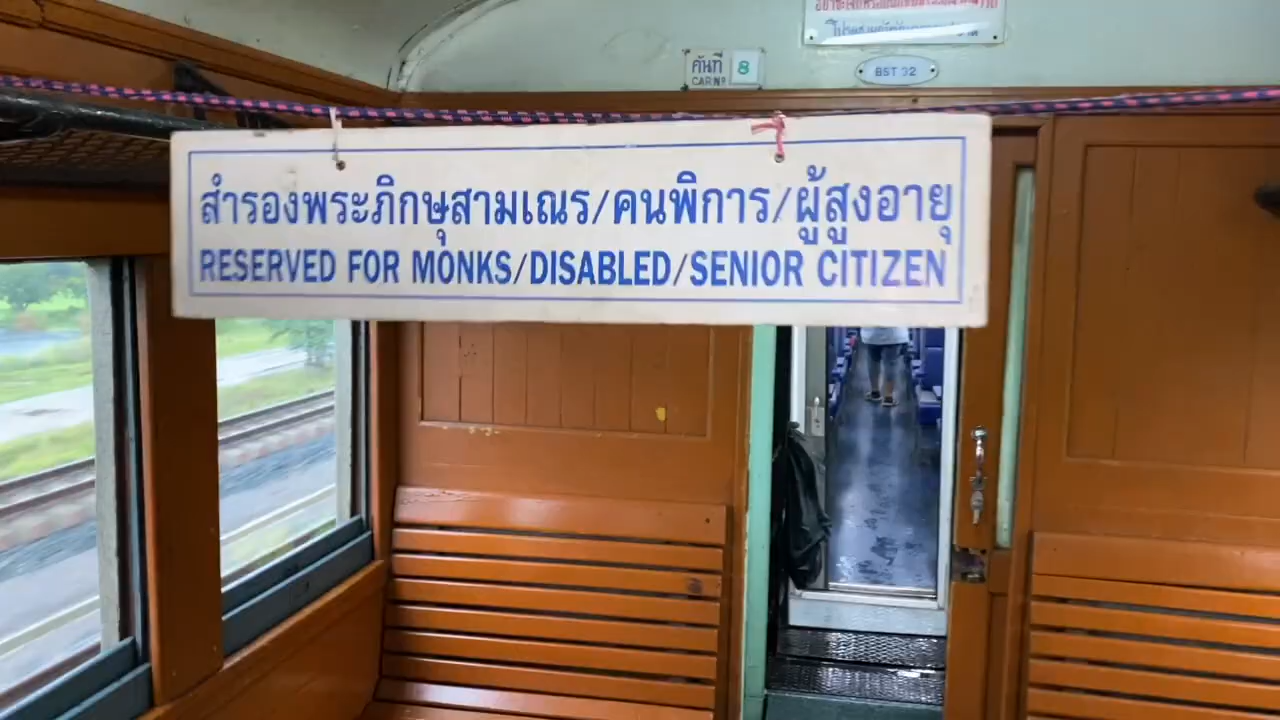 คันที่ 8
CAR Nº
BST 32
สำรองพระภิกษุสามเณร/คนพิการ/ผู้สูงอายุ
RESERVED FOR MONKS/DISABLED/SENIOR CITIZEN